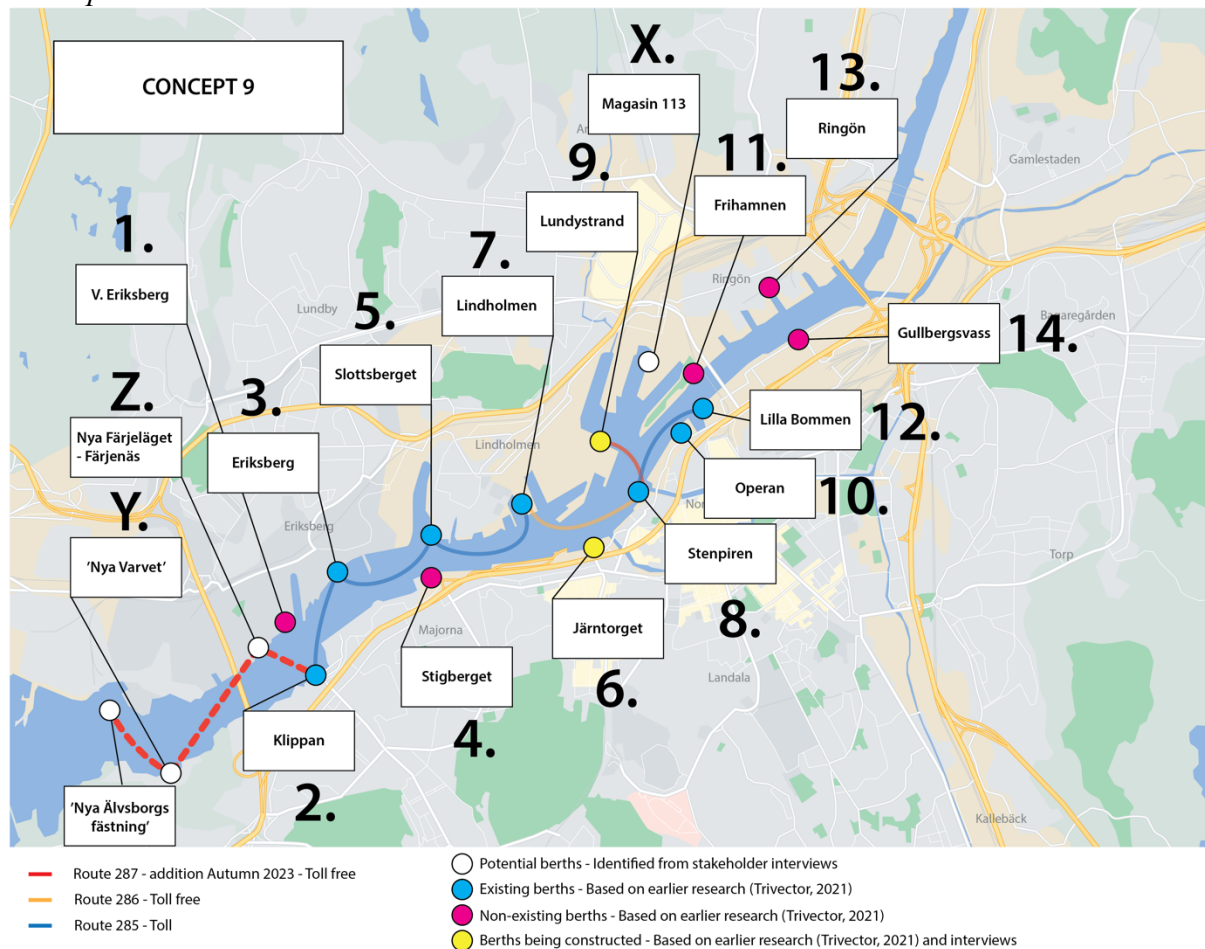 CONCEPT 9
X.
Magasin 113
13.
Ringön
9.
Lundystrand
11.
Frihamnen
Gamlestaden
1.
V. Eriksberg
7.
Lindholmen
Lundby
5.
Slottsberget
Ringön
Bagaregården
Gullbergsvass
14.
Z.
Nya Färjeläget
- Färjenäs
3.
Eriksberg
Lilla Bommen
12.
Lindholmen
Operan
10.
Y.
'Nya Varvet'
Eriksberg
Stenpiren
8.
Torp
Majorna
Järntorget
6.
Stigberget
4.
Landala
Klippan
2.
'Nya Älvsborgs
fästning'
Kallebäck
Route 287 - addition Autumn 2023 - Toll free
Route 286 - Toll free
Route 285 - Toll
Potential berths - Identified from stakeholder interviews
Existing berths - Based on earlier research (Trivector, 2021)
Non-existing berths - Based on earlier research (Trivector, 2021)
Berths being constructed - Based on earlier research (Trivector, 2021) and interviews